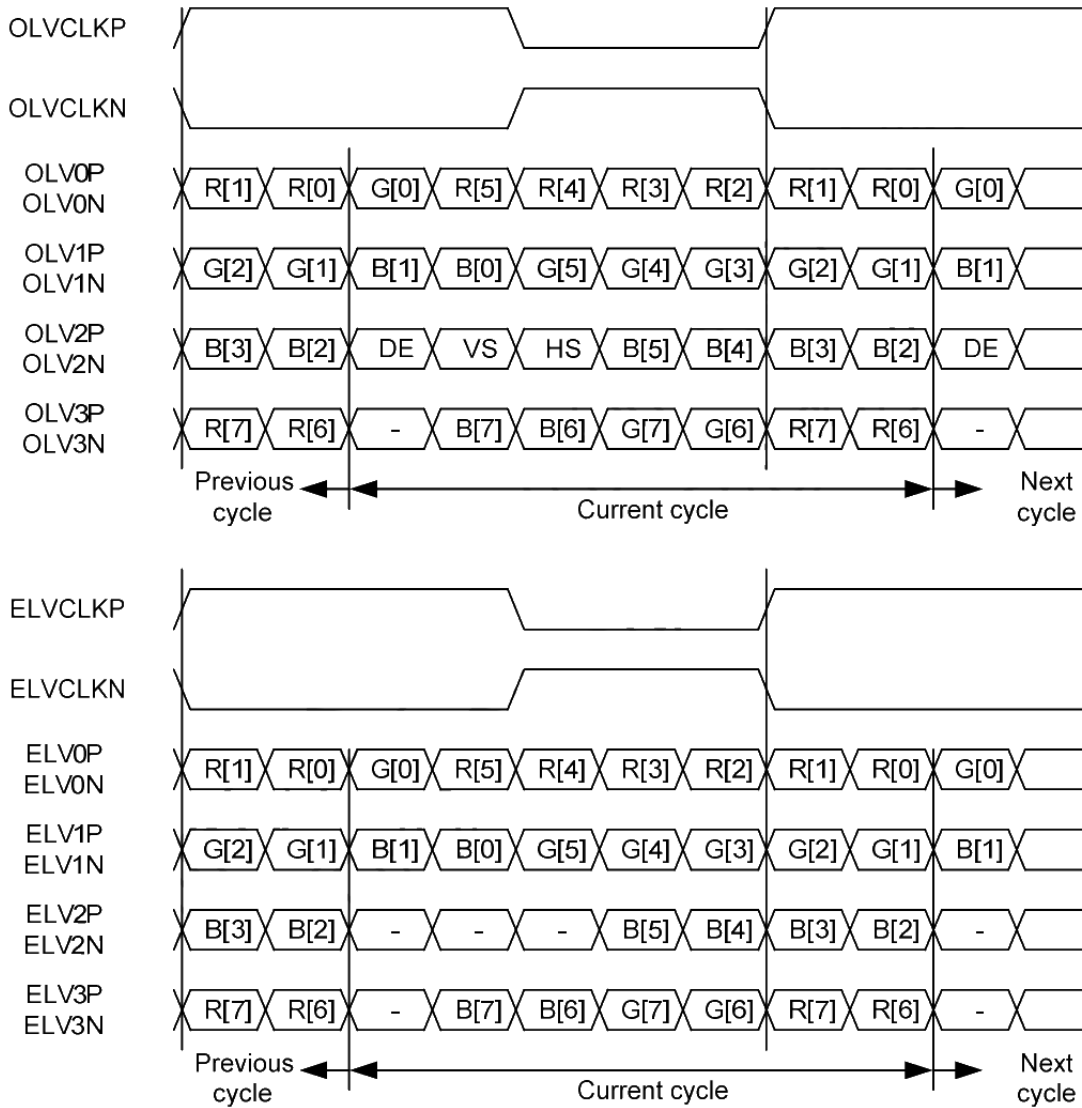 OLVCLKP
OLVCLKN
OLV0P
OLV0N
R[1] R[0] G[0] R[5] R[4] R[3] R[2] R[1] R[0] G[0]
OLV1P
OLV1N
G[2] G[1] B[1] B[0] G[5] G[4] G[3] G[2] G[1] B[1]
OLV2P
OLV2N
B[3] B[2] DE VS HS B[5] B[4] B[3] B[2] DE
OLV3P
OLV3N
R[7] R[6] - B[7] B[6] G[7] G[6] R[7] R[6] -
Previous
cycle
Current cycle
Next
cycle
ELVCLKP
ELVCLKN
ELV0P
ELV0N
R[1] R[0] G[0] R[5] R[4] R[3] R[2] R[1] R[0] G[0]
ELV1P
ELV1N
G[2] G[1] B[1] B[0] G[5] G[4] G[3] G[2] G[1] B[1]
ELV2P
ELV2N
B[3] B[2] - - - B[5] B[4] B[3] B[2] -
ELV3P
ELV3N
R[7] R[6] - B[7] B[6] G[7] G[6] R[7] R[6] -
Previous
cycle
Current cycle
Next
cycle